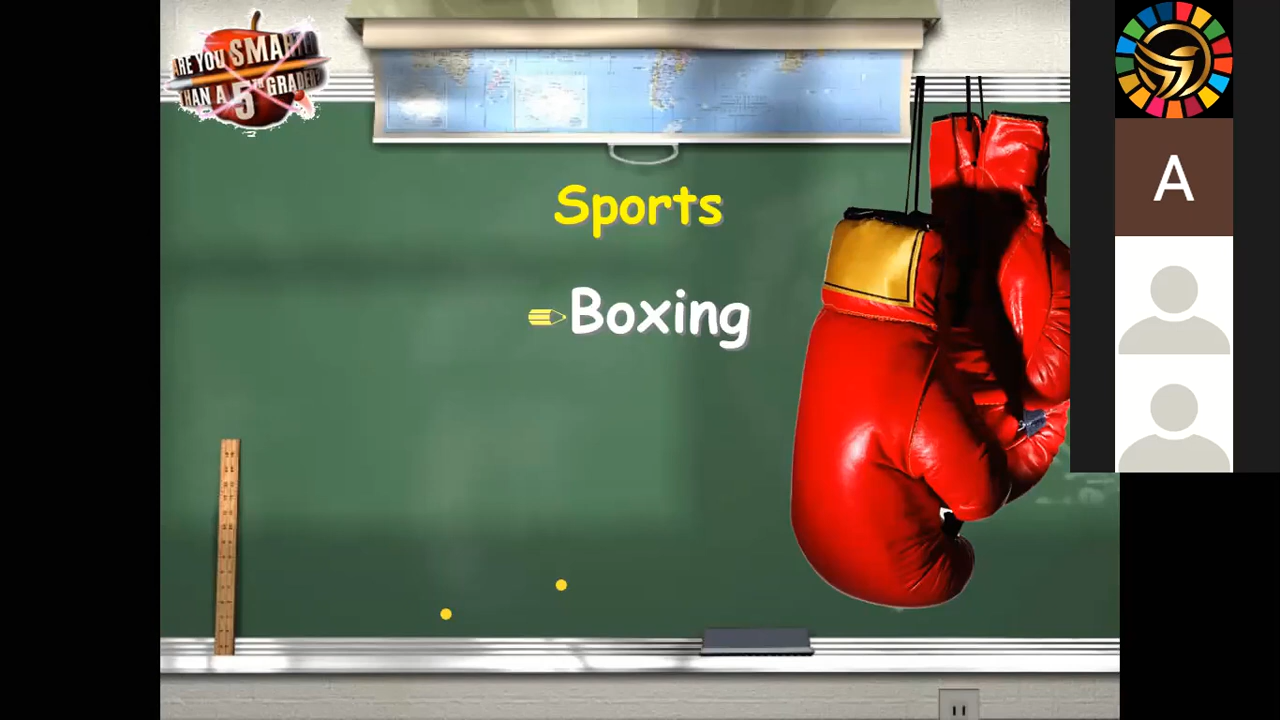 ARE YOU SMARTER
THAN A 5TH GRADER?
Sports
Boxing
A